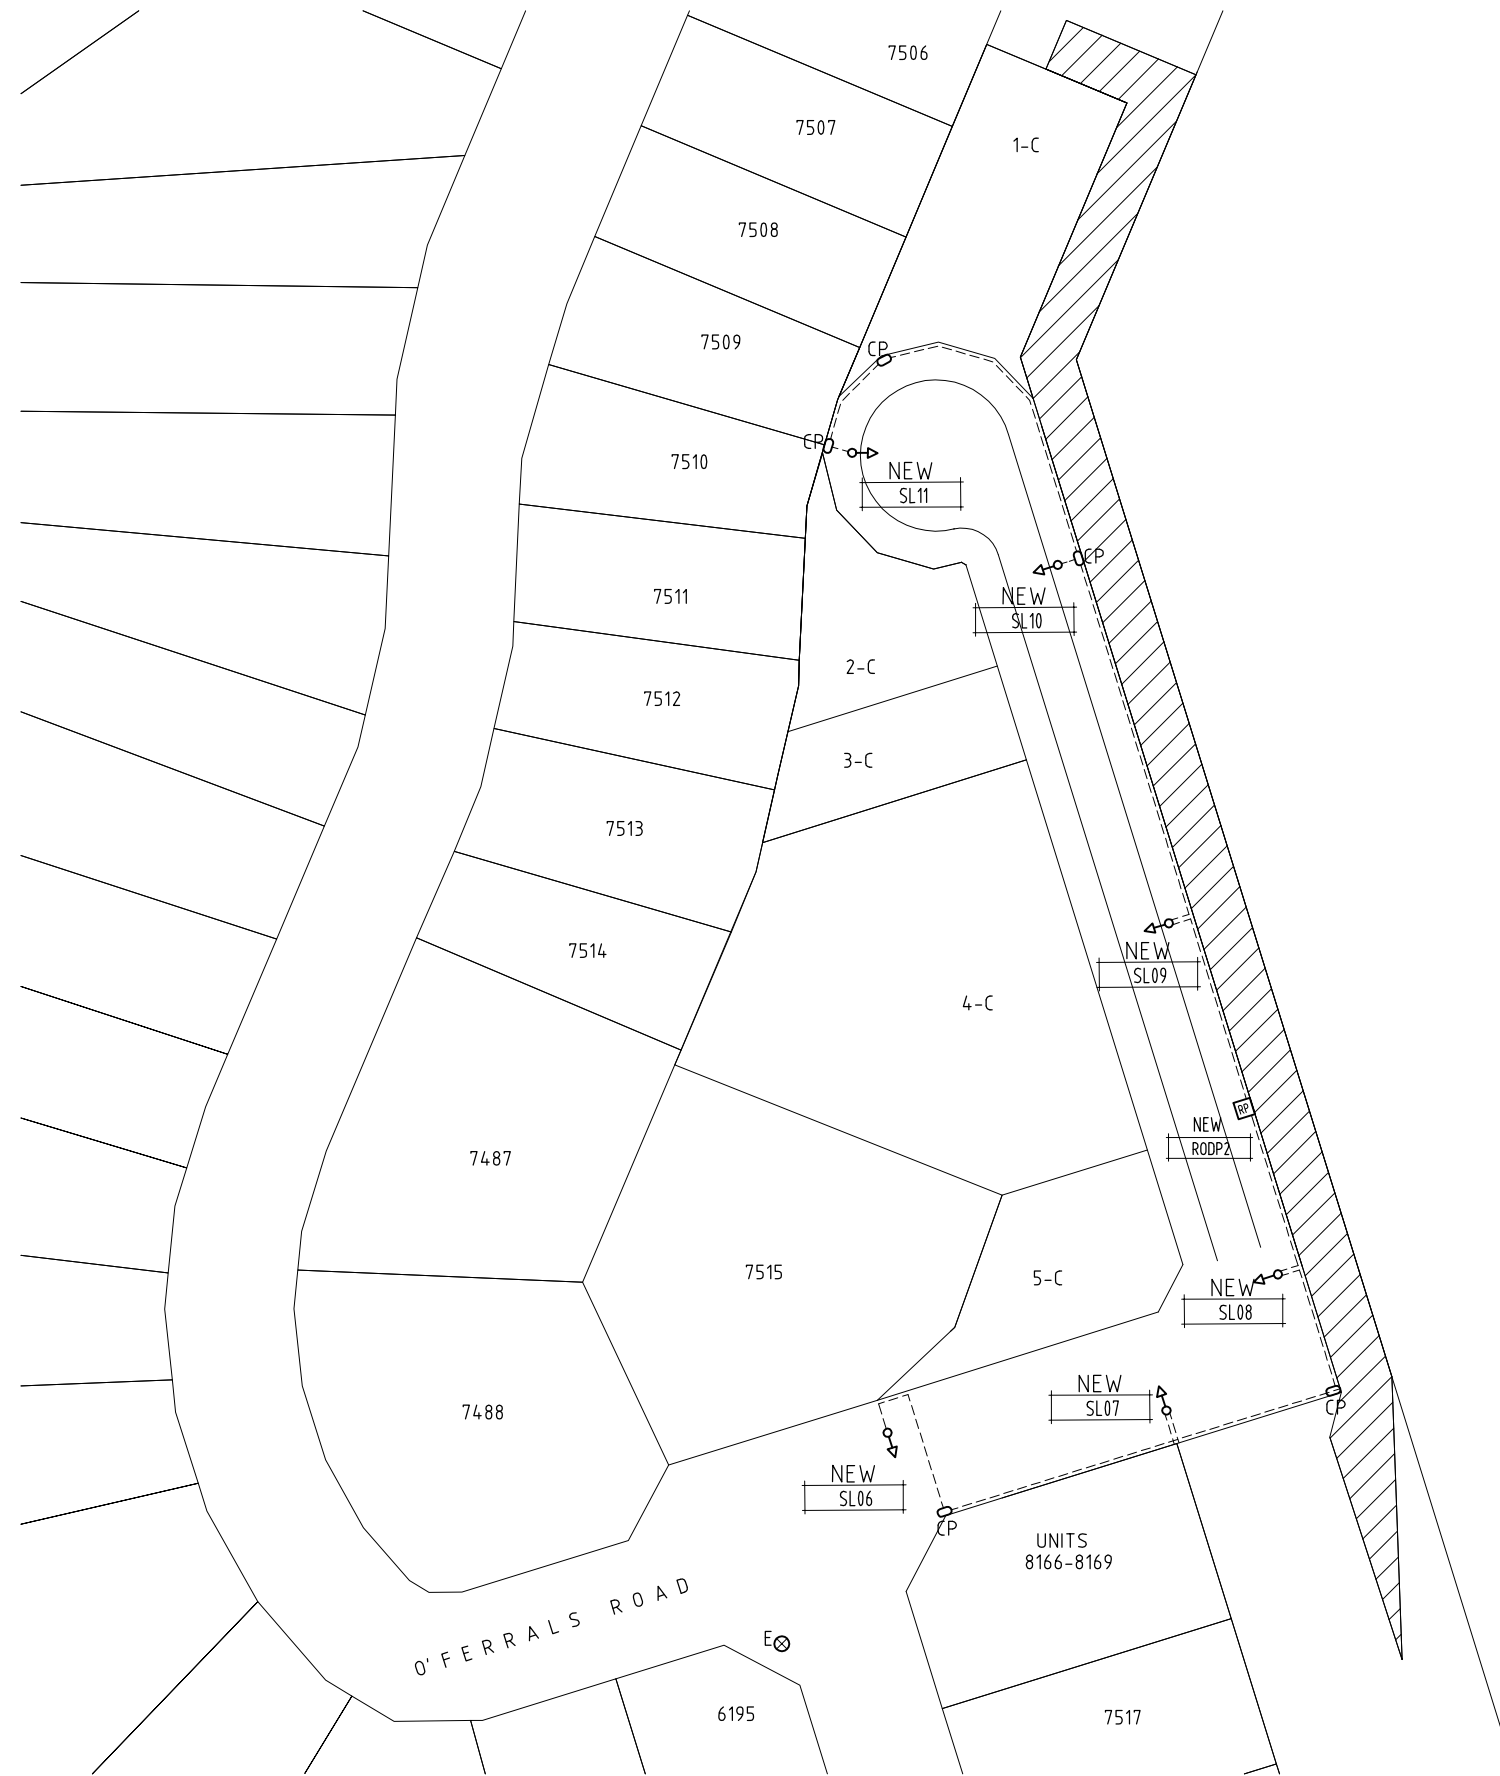 7506
7507
1-C
7508
7509
CP
CP
NEW
SL11
7510
CP
NEW
SL10
7511
2-C
7512
3-C
7513
7514
NEW
SL09
4-C
RP
NEW
RODP2
7487
7515
5-C
NEW
SL08
NEW
SL07
CP
7488
NEW
SL06
CP
UNITS
8166-8169
O'FERRALS ROAD
E
6195
7517